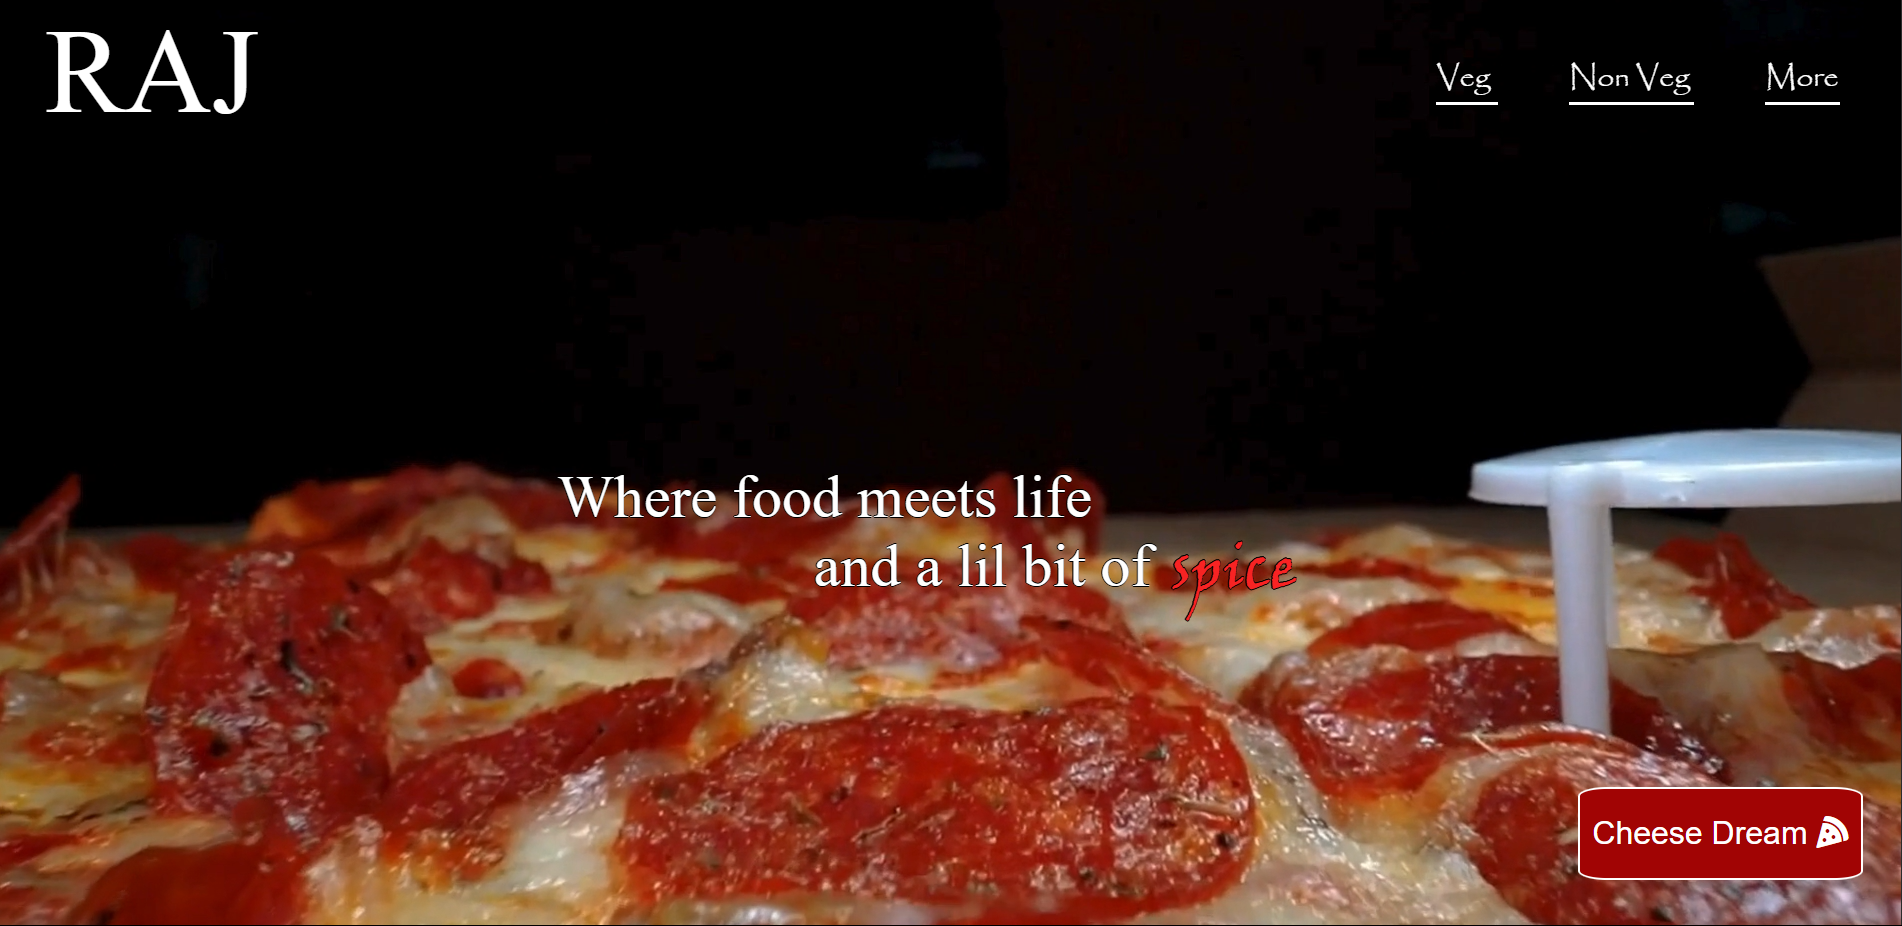 RAJ
Veg
Non Veg
More
Where food meets life
and a lil bit of spice
Cheese Dream